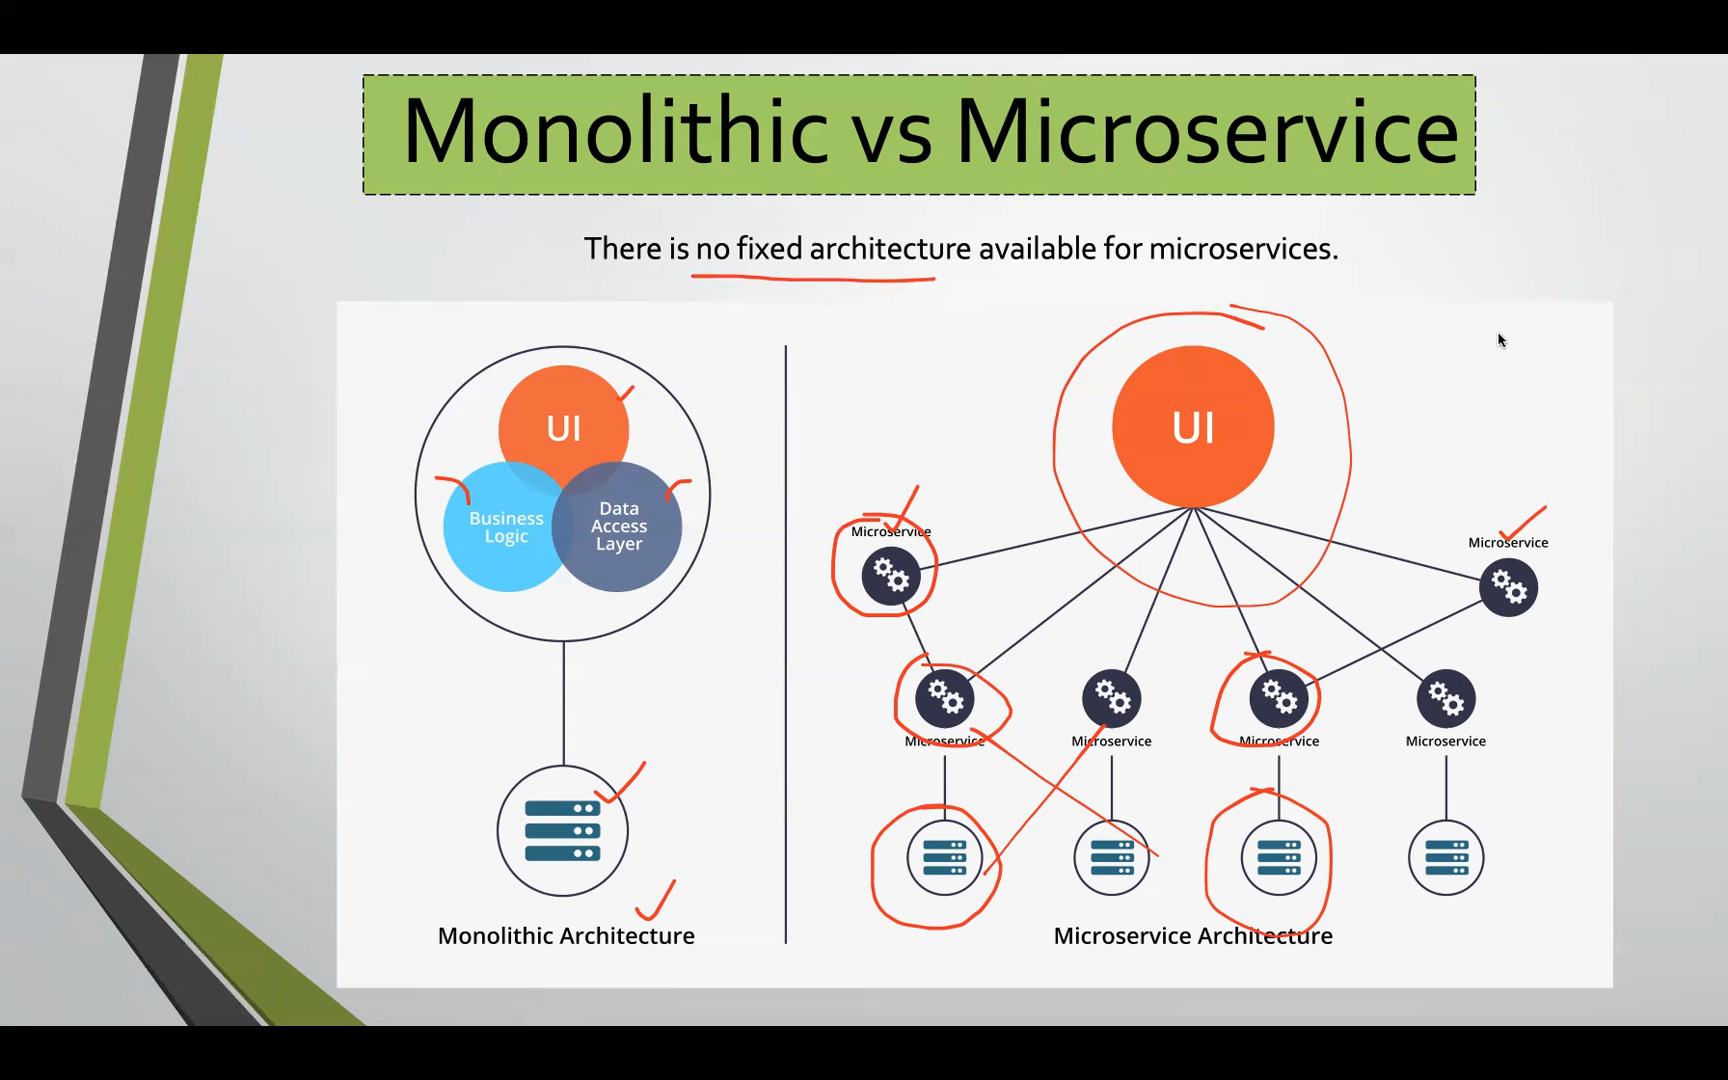 Monolithic vs Microservice
There is no fixed architecture available for microservices.
UI
Business
Logic
Data
Access
Layer
Monolithic Architecture
UI
Microservice
Microservice
Microservice
Microservice
Microservice
Microservice
Microservice Architecture